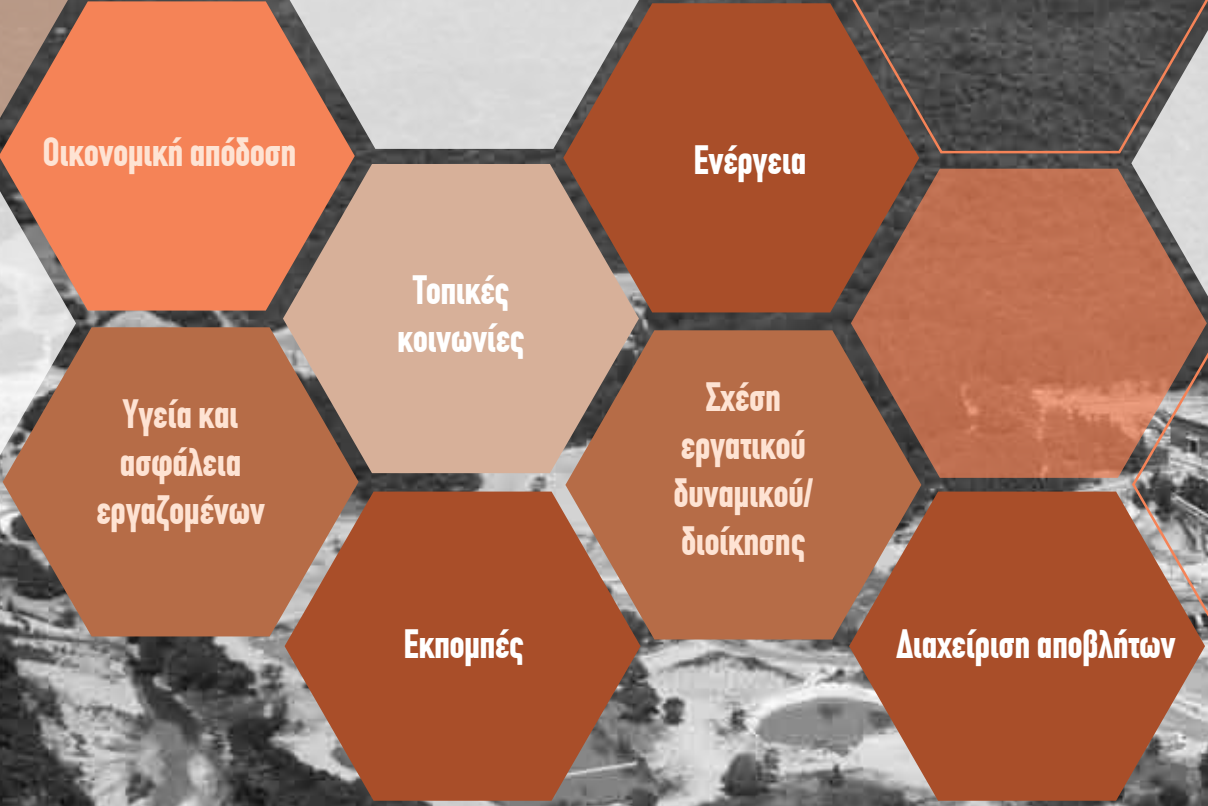 Οικονομική απόδοση
Ενέργεια
Τοπικές
κοινωνίες
Υγεία και
ασφάλεια
εργαζομένων
Σχέση
εργατικού
δυναμικού/
διοίκησης
Εκπομπές
Διαχείριση αποβλήτων